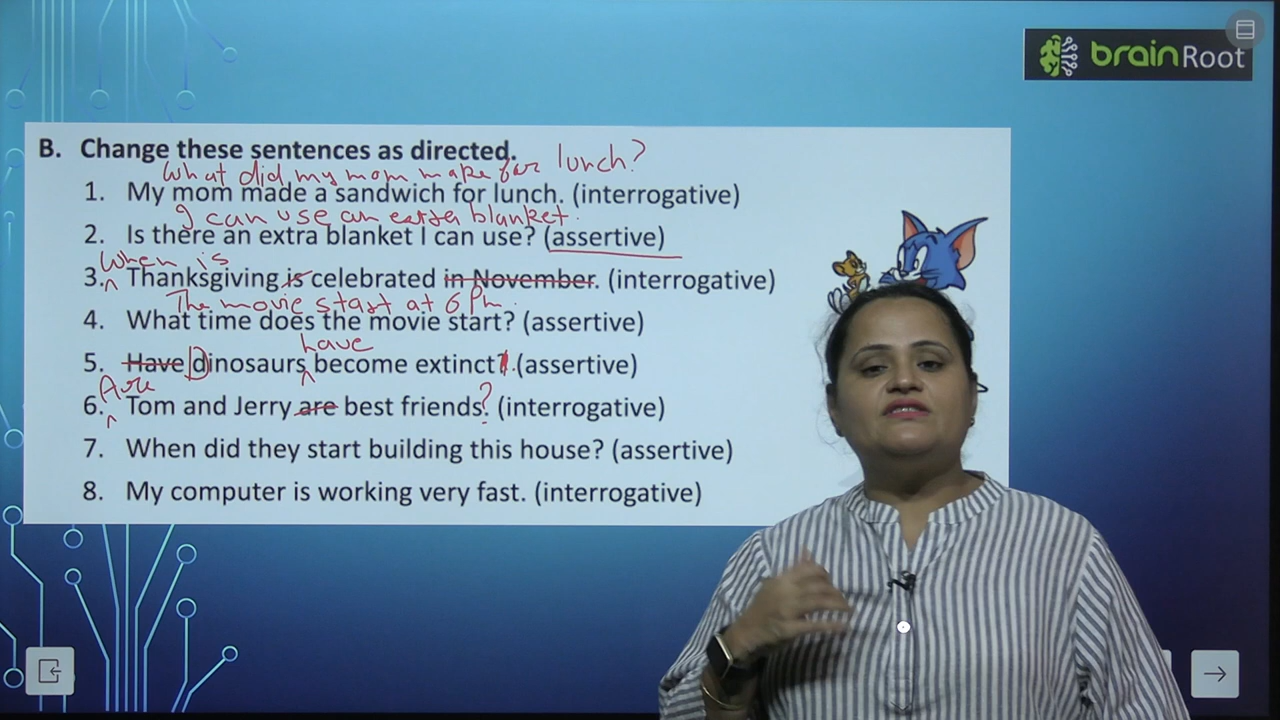 brainRoot
B. Change these sentences as directed.
What did my mom make for lunch?
1. My mom made a sandwich for lunch. (interrogative)
I can use an extra blanket.
2. Is there an extra blanket I can use? (assertive)
When is
3. Thanksgiving is celebrated in November. (interrogative)
The movie start at 6 Pm.
4. What time does the movie start? (assertive)
have
5. Have dinosaurs become extinct?. (assertive)
Are
6. Tom and Jerry are best friends? (interrogative)
7. When did they start building this house? (assertive)
8. My computer is working very fast. (interrogative)